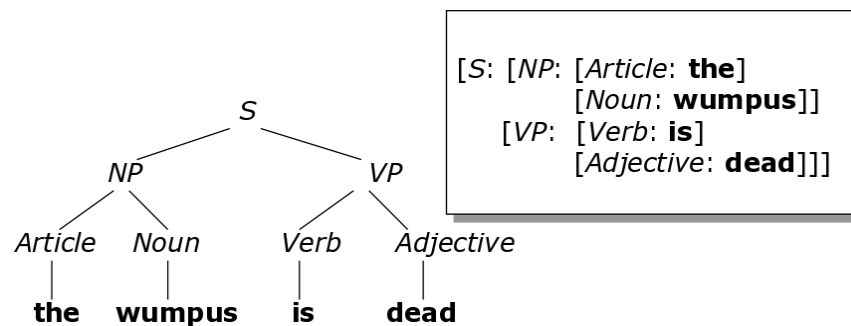 S
NP VP
Article Noun Verb Adjective
the wumpus is dead
[S: [NP: [Article: the]
[Noun: wumpus]]
[VP: [Verb: is]
[Adjective: dead]]]